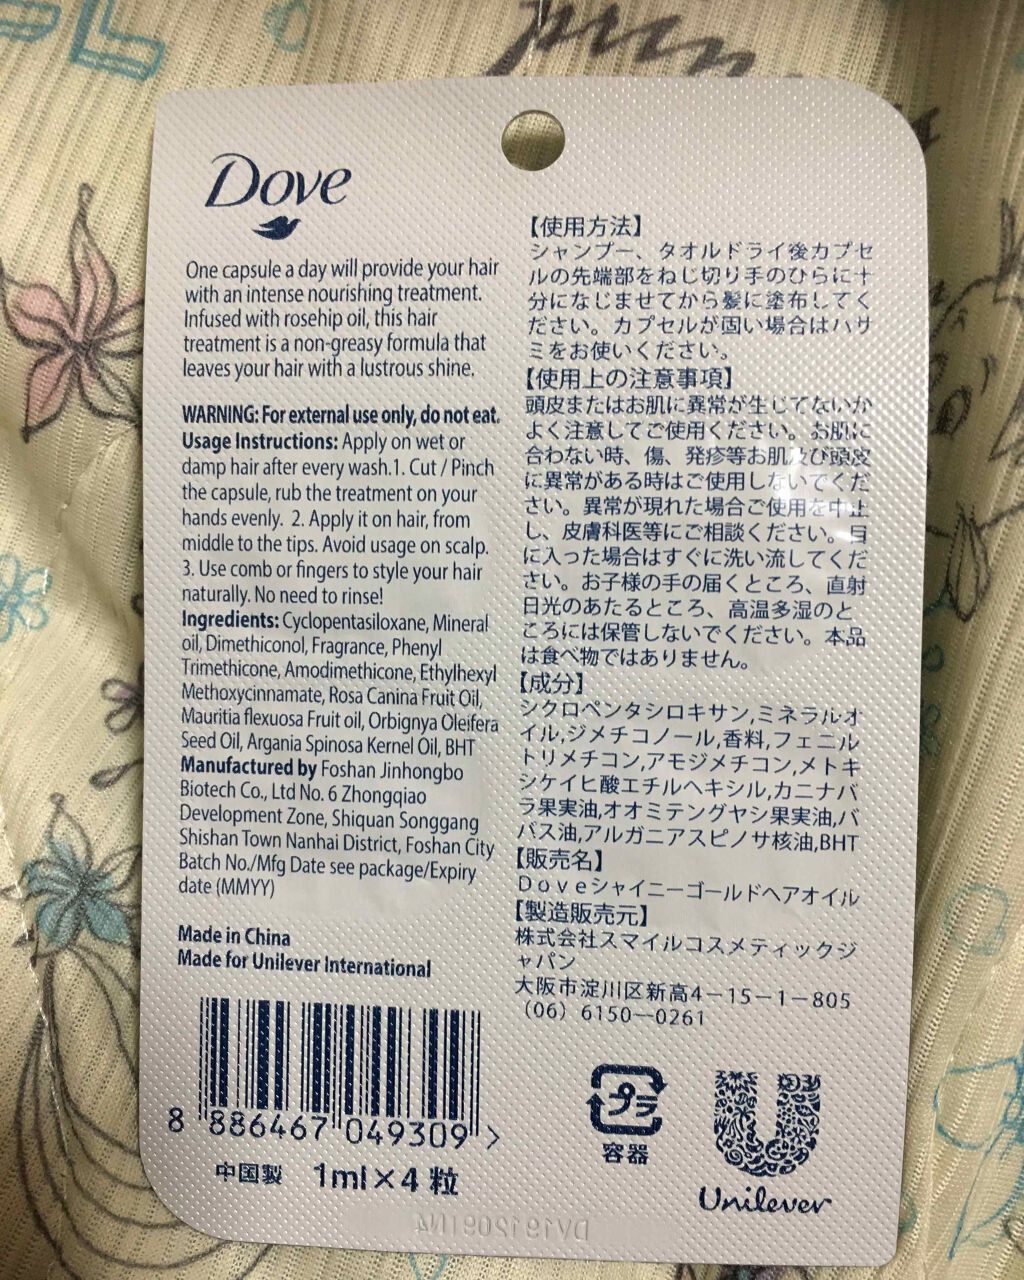 Dove
One capsule a day will provide your hair
with an intense nourishing treatment.
Infused with rosehip oil, this hair
treatment is a non-greasy formula that
leaves your hair with a lustrous shine.
WARNING: For external use only, do not eat.
Usage Instructions: Apply on wet or
damp hair after every wash.1. Cut / Pinch
the capsule, rub the treatment on your
hands evenly. 2. Apply it on hair, from
middle to the tips. Avoid usage on scalp.
3. Use comb or fingers to style your hair
naturally. No need to rinse!
Ingredients: Cyclopentasiloxane, Mineral
oil, Dimethiconol, Fragrance, Phenyl
Trimethicone, Amodimethicone, Ethylhexyl
Methoxycinnamate, Rosa Canina Fruit Oil,
Mauritia flexuosa Fruit oil, Orbignya Oleifera
Seed Oil, Argania Spinosa Kernel Oil, BHT
Manufactured by Foshan Jinhongbo
Biotech Co., Ltd No. 6 Zhongqiao
Development Zone, Shiquan Songgang
Shishan Town Nanhai District, Foshan City
Batch No./Mfg Date see package/Expiry
date (MMYY)
Made in China
Made for Unilever International
8 886467 049309 >
中国製 1ml×4粒
【使用方法】
シャンプー、タオルドライ後カプセ
ルの先端部をねじ切り手のひらに十
分になじませてから髪に塗布してく
ださい。カプセルが固い場合はハサ
ミをお使いください。
【使用上の注意事項】
頭皮またはお肌に異常が生じてないか
よく注意してご使用ください。お肌に
合わない時、傷、発疹等お肌及び頭皮
に異常がある時はご使用しないでくだ
さい。異常が現れた場合ご使用を中止
し、皮膚科医等にご相談ください。目
に入った場合はすぐに洗い流してくだ
さい。お子様の手の届くところ、直射
日光のあたるところ、高温多湿のと
ころには保管しないでください。本品
は食べ物ではありません。
【成分】
シクロペンタシロキサン,ミネラルオ
イル,ジメチコノール,香料,フェニル
トリメチコン,アモジメチコン,メトキ
シケイヒ酸エチルヘキシル,カニナバ
ラ果実油,オオミテングヤシ果実油,バ
バス油,アルガニアスピノサ核油,BHT
【販売名】
Doveシャイニーゴールドヘアオイル
【製造販売元】
株式会社スマイルコスメティックジ
ャパン
大阪市淀川区新高4－15－1－805
（06）6150―0261
プラ
容器
Unilever